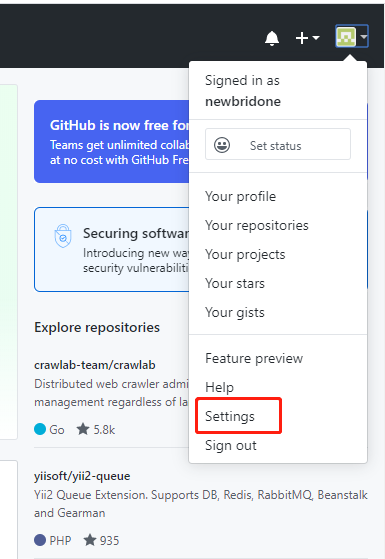 Signed in as
newbridone
Set status
Your profile
Your repositories
Your projects
Your stars
Your gists
Feature preview
Help
Settings
Sign out
GitHub is now free for
Teams get unlimited collab
at no cost with GitHub Fre
Securing softwar
Introducing new way
security vulnerabilitie
Explore repositories
crawlab-team/crawlab
Distributed web crawler admi
management regardless of la
Go 5.8k
yiisoft/yii2-queue
Yii2 Queue Extension. Supports DB, Redis, RabbitMQ, Beanstalk
and Gearman
PHP 935